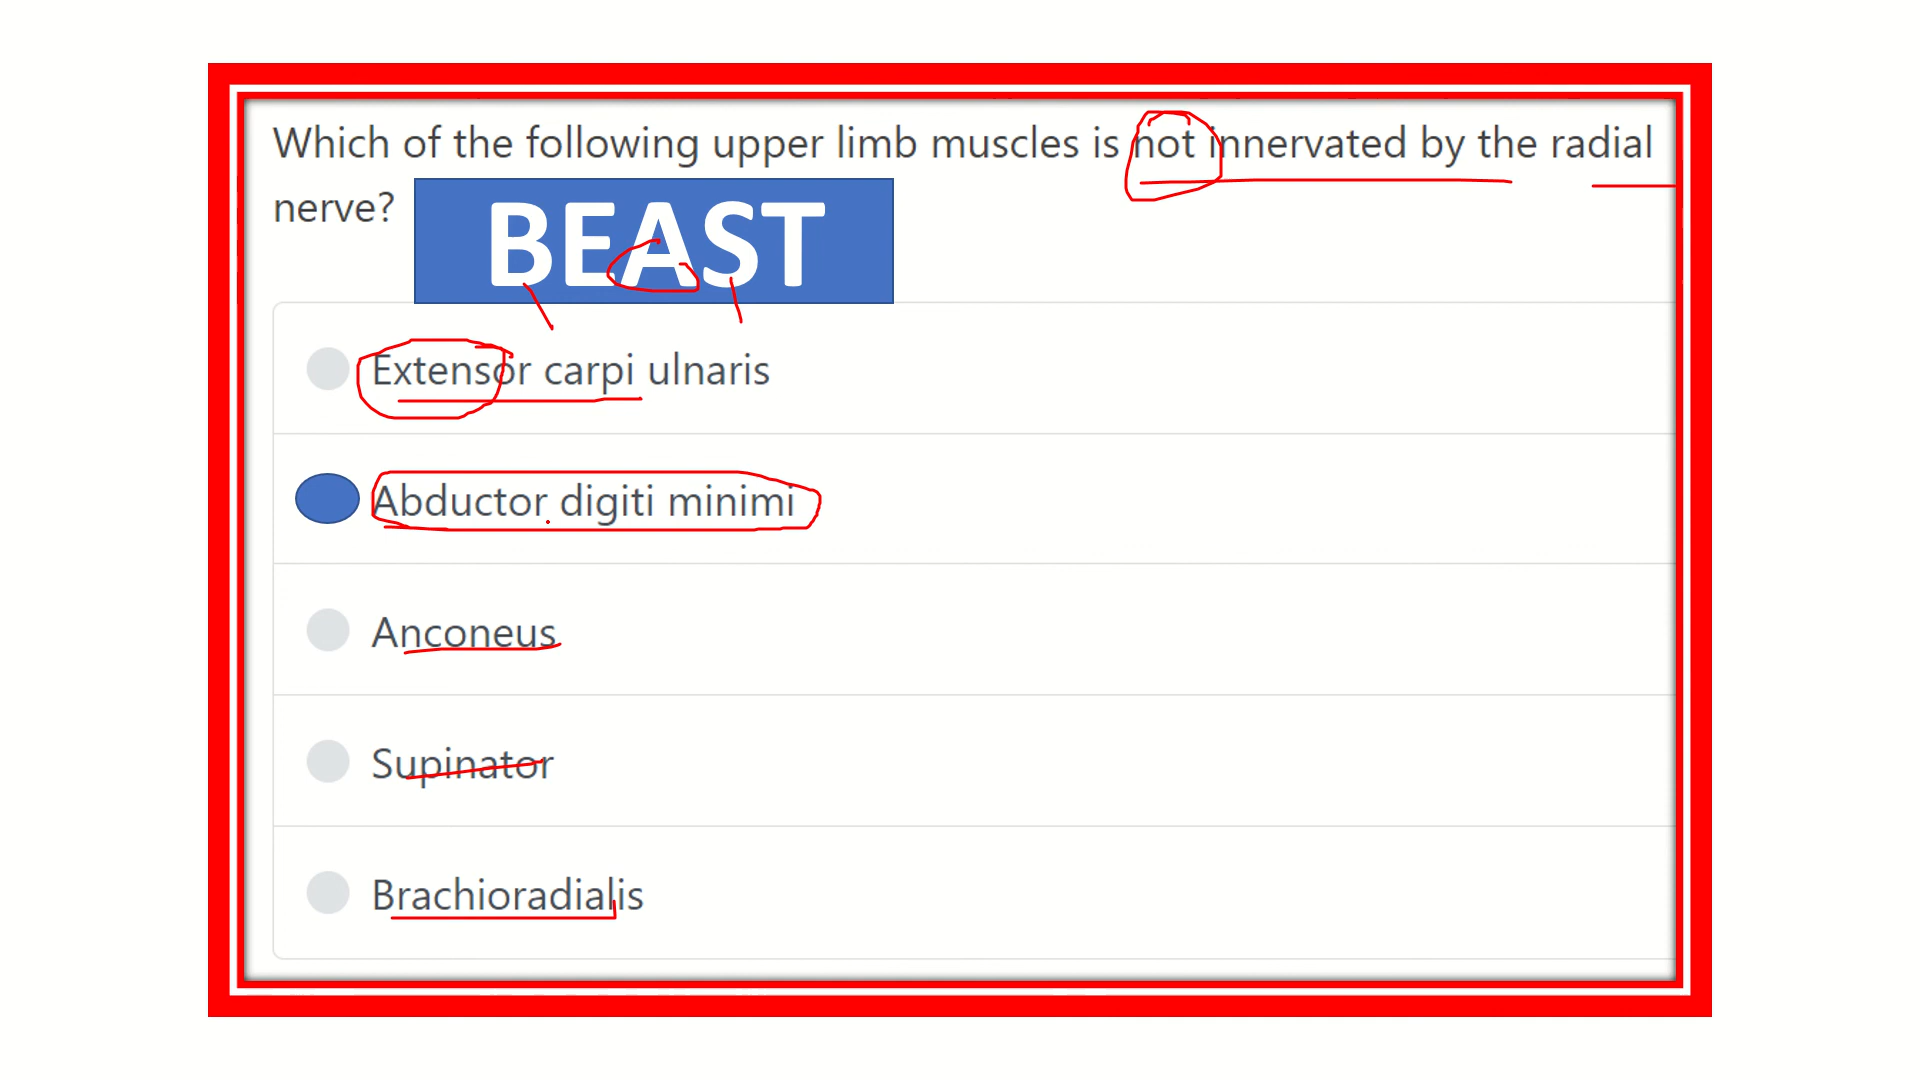 Which of the following upper limb muscles is not innervated by the radial
nerve?
BEAST
Extensor carpi ulnaris
Abductor digiti minimi
Anconeus
Supinator
Brachioradialis